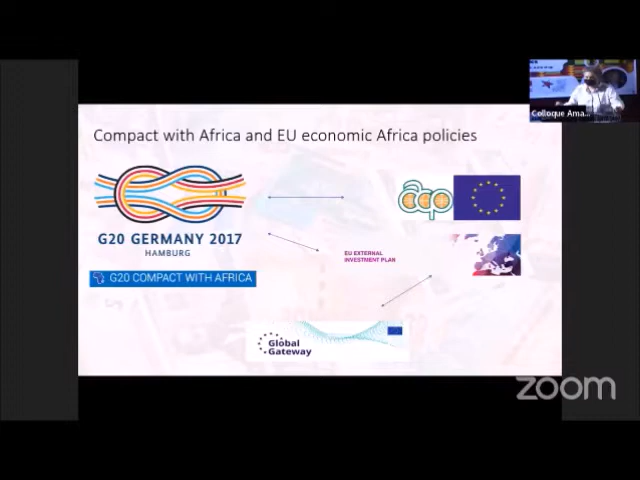 Compact with Africa and EU economic Africa policies
G20 GERMANY 2017
HAMBURG
G20 COMPACT WITH AFRICA
acp
EU EXTERNAL
INVESTMENT PLAN
Global
Gateway
Colloque Ama...
zoom